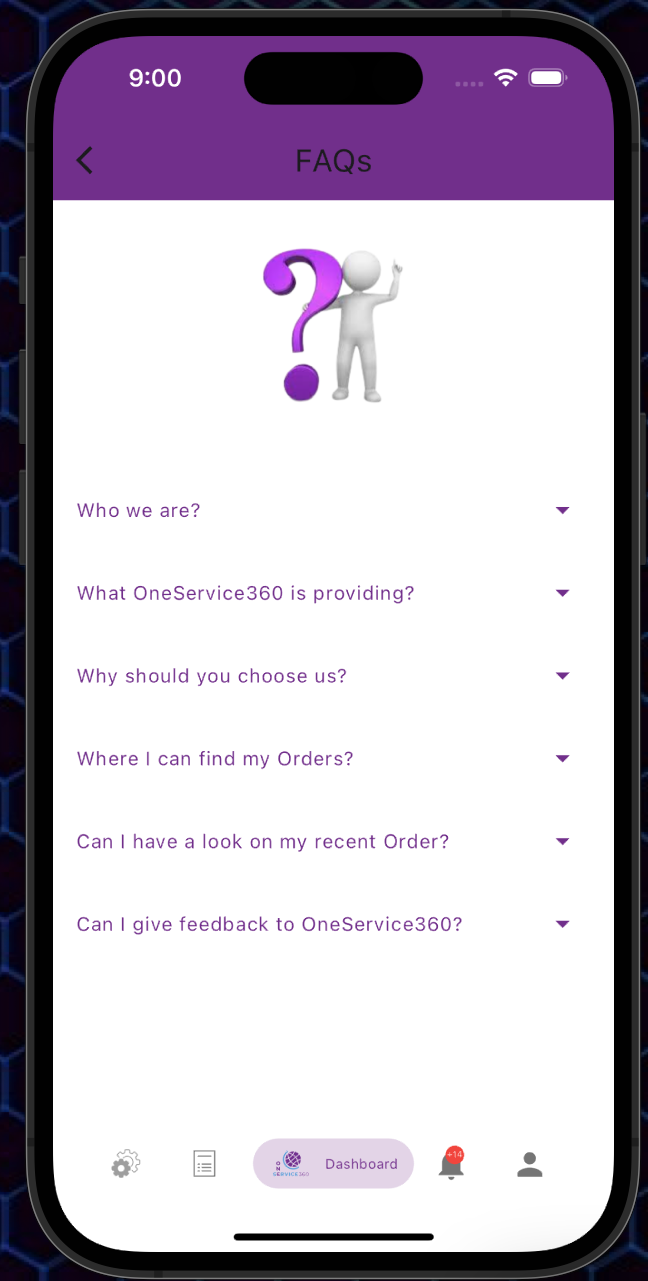 9:00
FAQs
Who we are?
What OneService360 is providing?
Why should you choose us?
Where I can find my Orders?
Can I have a look on my recent Order?
Can I give feedback to OneService360?
ONE
SERVICE360
Dashboard
+14